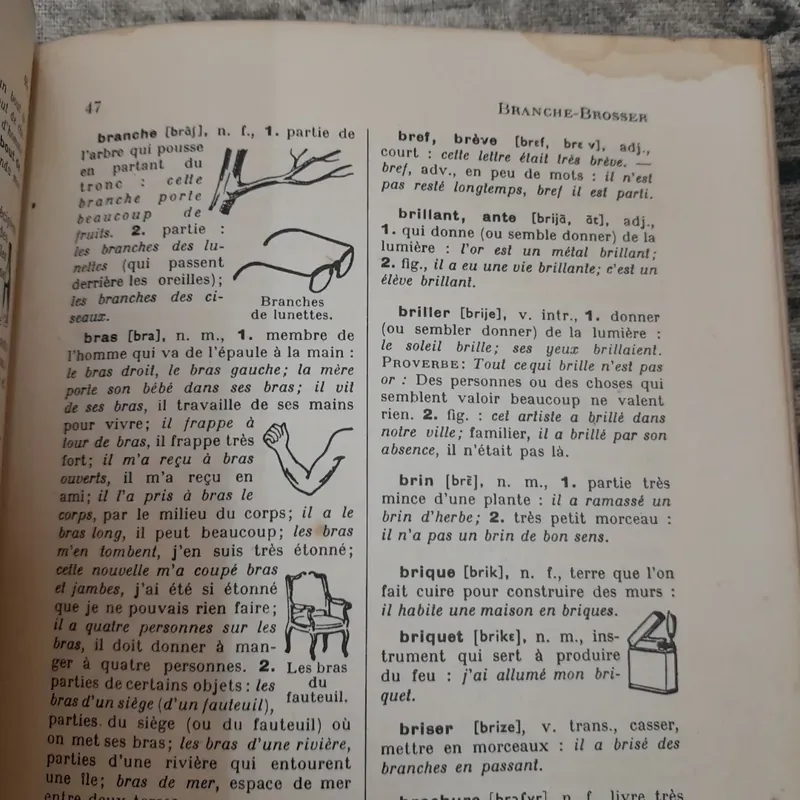 47
BRANCHE-BROSSER
branche [brɑ̃ʃ], n. f., 1. partie de
l'arbre qui pousse
en partant du
tronc : cette
branche porte
beaucoup de
fruits. 2. partie :
les branches des lu-
nettes (qui passent
derrière les oreilles);
les branches des ci-
seaux.
Branches
de lunettes.
bras [bra], n. m., 1. membre de
l'homme qui va de l'épaule à la main :
le bras droit, le bras gauche; la mère
porte son bébé dans ses bras; il vit
de ses bras, il travaille de ses mains
pour vivre; il frappe à
tour de bras, il frappe très
fort; il m'a reçu à bras
ouverts, il m'a reçu en
ami; il l'a pris à bras le
corps, par le milieu du corps; il a le
bras long, il peut beaucoup; les bras
m'en tombent, j'en suis très étonné;
cette nouvelle m'a coupé bras
et jambes, j'ai été si étonné
que je ne pouvais rien faire;
il a quatre personnes sur les
bras, il doit donner à man-
ger à quatre personnes. 2.
parties de certains objets : les
bras d'un siège (d'un fauteuil),
Les bras
du
fauteuil.
parties du siège (ou du fauteuil) où
on met ses bras; les bras d'une rivière,
parties d'une rivière qui entourent
une île; bras de mer, espace de mer
entre deux terres.
bref, brève [brɛf, brɛ v], adj.,
court : cette lettre était très brève. —
bref, adv., en peu de mots : il n'est
pas resté longtemps, bref il est parti.
brillant, ante [brijɑ̃, ɑ̃t], adj.,
1. qui donne (ou semble donner) de la
lumière : l'or est un métal brillant;
2. fig., il a eu une vie brillante; c'est un
élève brillant.
briller [brije], v. intr., 1. donner
(ou sembler donner) de la lumière :
le soleil brille; ses yeux brillaient.
PROVERBE : Tout ce qui brille n'est pas
or : Des personnes ou des choses qui
semblent valoir beaucoup ne valent
rien. 2. fig. : cet artiste a brillé dans
notre ville; familier, il a brillé par son
absence, il n'était pas là.
brin [brɛ̃], n. m., 1. partie très
mince d'une plante : il a ramassé un
brin d'herbe; 2. très petit morceau :
il n'a pas un brin de bon sens.
brique [brik], n. f., terre que l'on
fait cuire pour construire des murs :
il habite une maison en briques.
briquet [brikɛ], n. m., ins-
trument qui sert à produire
du feu : j'ai allumé mon bri-
quet.
briser [brize], v. trans., casser,
mettre en morceaux : il a brisé des
branches en passant.
brochure [brɔʃyr], n. f., livre très